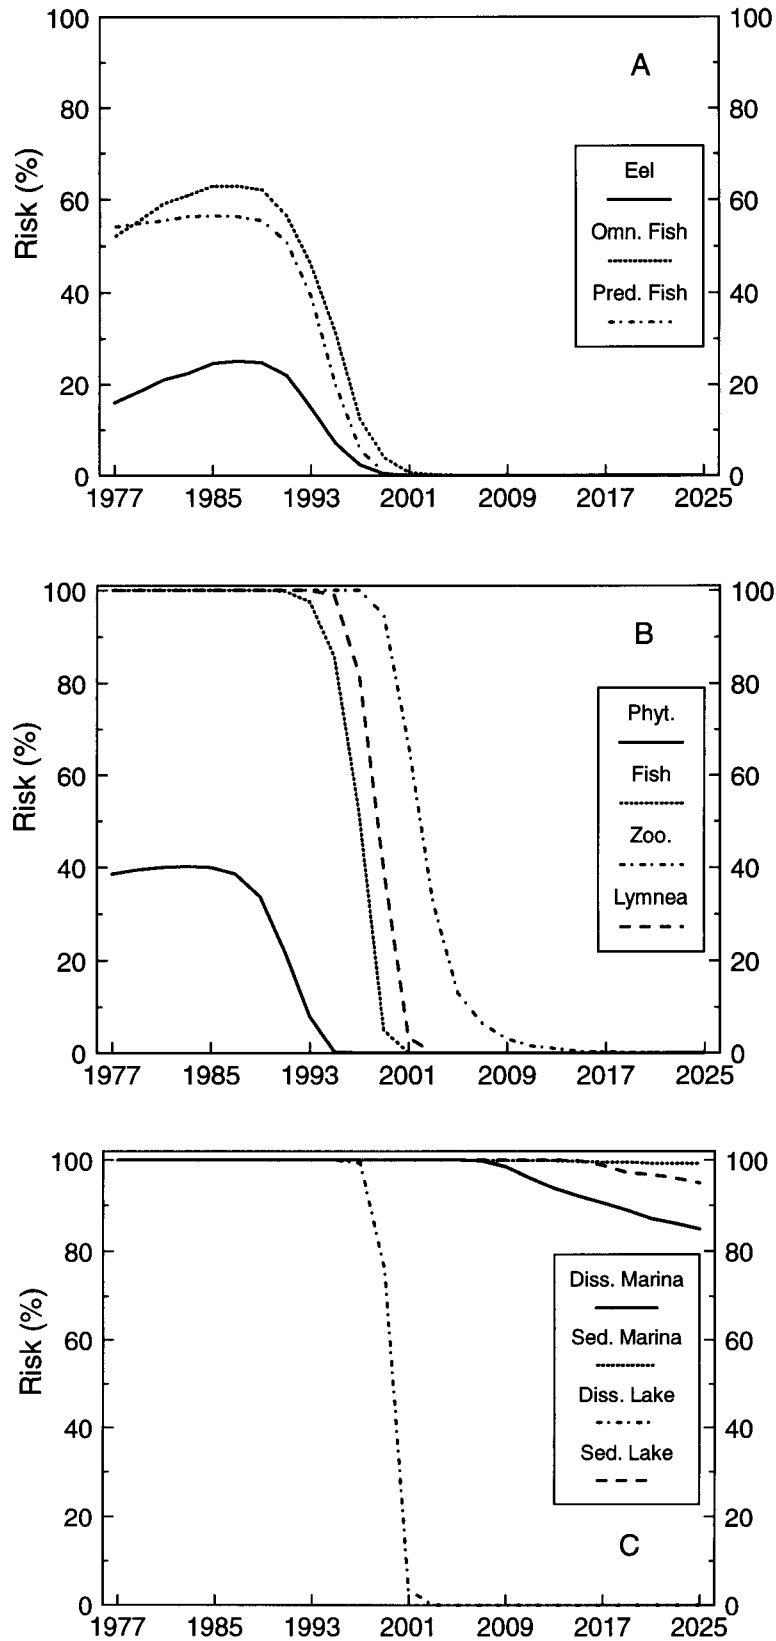 100 100
A
80 80
Eel
60 60
Omn. Fish
Risk (%)
Pred. Fish
40 40
20 20
0 0
1977 1985 1993 2001 2009 2017 2025
100 100
B
80 80
Phyt.
60 Fish 60
Risk (%)
Zoo.
40 Lymnea 40
20 20
0 0
1977 1985 1993 2001 2009 2017 2025
100 100
80 80
Diss. Marina
60 Sed. Marina 60
Risk (%)
Diss. Lake
40 40
Sed. Lake
20 20
C
0 0
1977 1985 1993 2001 2009 2017 2025